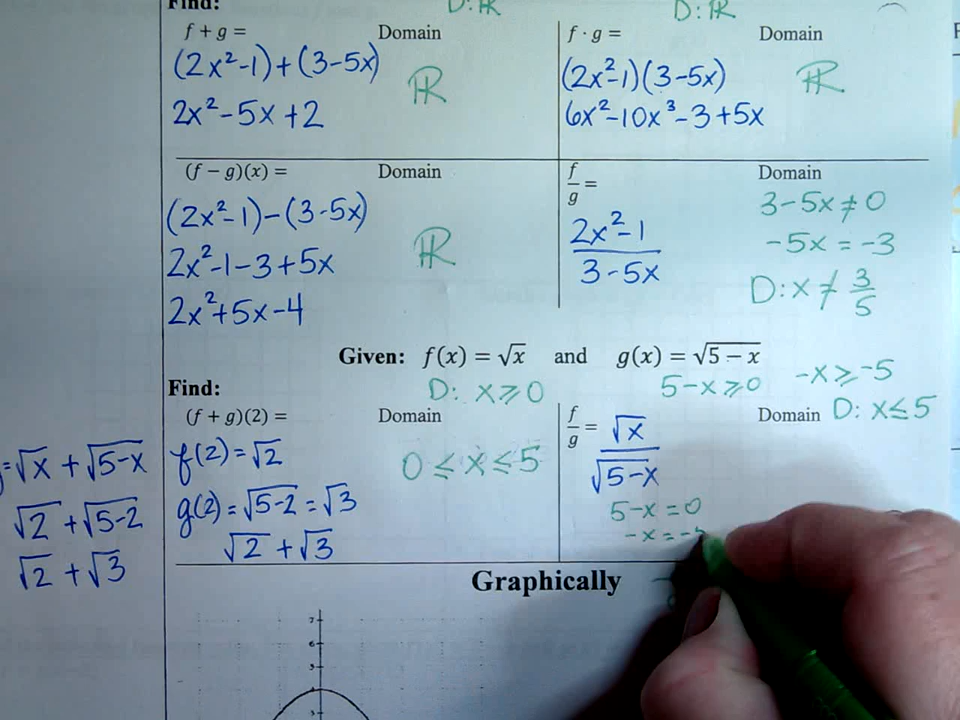 Find:
D: ℝ
D: ℝ
f + g =
Domain
f · g =
Domain
(2x²-1)+(3-5x)
ℝ
(2x²-1)(3-5x)
ℝ
2x²-5x+2
6x²-10x³-3+5x
(f − g)(x) =
Domain
f/g =
Domain
(2x²-1)-(3-5x)
2x²-1
3-5x
3-5x≠0
2x²-1-3+5x
ℝ
-5x = -3
2x²+5x-4
D: x ≠ 3/5
Given: f(x) = √x and g(x) = √5 − x
D: x ≥ 0
5-x≥0
-x ≥ -5
Find:
D: x≤5
(f + g)(2) =
Domain
f/g =
Domain
√x
√5-x
f(2)=√2
0 ≤ x ≤ 5
g(2)=√5-2 = √3
√2 + √3
5-x=0
=√x + √5-x
√2 + √5-2
√2 + √3
Graphically